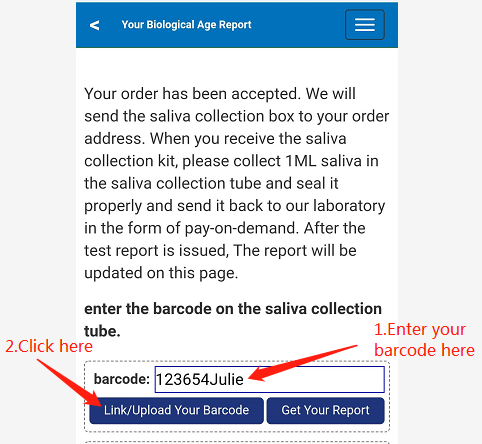 < Your Biological Age Report
Your order has been accepted. We will
send the saliva collection box to your order
address. When you receive the saliva
collection kit, please collect 1ML saliva in
the saliva collection tube and seal it
properly and send it back to our laboratory
in the form of pay-on-demand. After the
test report is issued, The report will be
updated on this page.
enter the barcode on the saliva collection
tube.
1.Enter your
barcode here
2.Click here
barcode: 123654Julie
Link/Upload Your Barcode Get Your Report